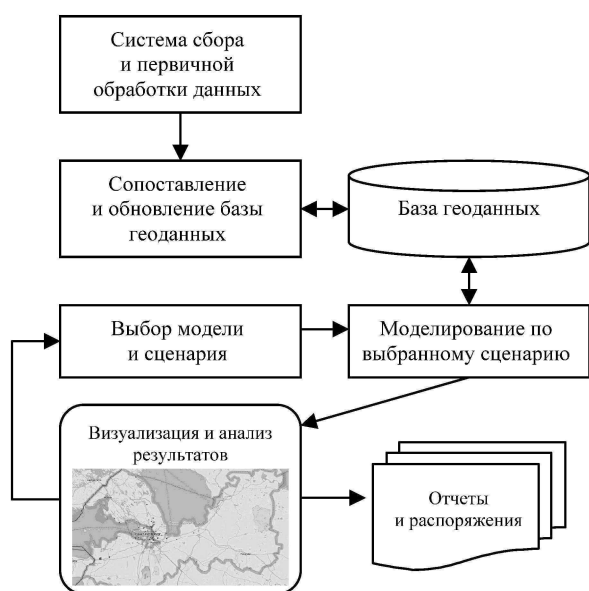 Система сбора
и первичной
обработки данных
Сопоставление
и обновление базы
геоданных
База геоданных
Выбор модели
и сценария
Моделирование по
выбранному сценарию
Визуализация и анализ
результатов
Отчеты
и распоряжения